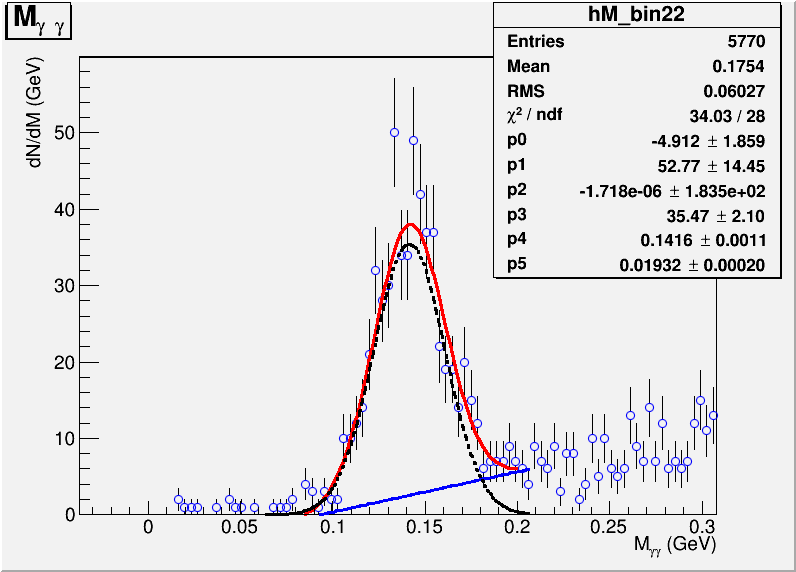 M γ γ
hM_bin22
Entries 5770
Mean 0.1754
RMS 0.06027
χ² / ndf 34.03 / 28
p0 -4.912 ± 1.859
p1 52.77 ± 14.45
p2 -1.718e-06 ± 1.835e+02
p3 35.47 ± 2.10
p4 0.1416 ± 0.0011
p5 0.01932 ± 0.00020
dN/dM (GeV)
50
40
30
20
10
0
0 0.05 0.1 0.15 0.2 0.25 0.3
Mγγ (GeV)